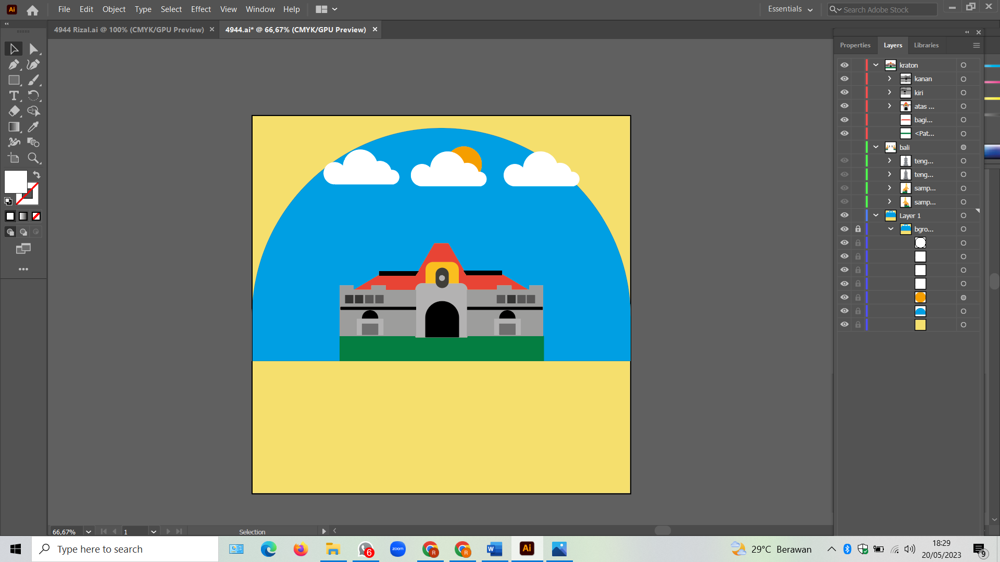 Ai File Edit Object Type Select Effect View Window Help Essentials Search Adobe Stock
4944 Rizal.ai @ 100% (CMYK/GPU Preview) × 4944.ai* @ 66,67% (CMYK/GPU Preview) ×
Properties Layers Libraries
kraton
kanan
kiri
atas ...
bagi...
<Pat...
bali
teng...
teng...
samp...
samp...
Layer 1
bgro...
66,67% 1 Selection
Type here to search 6 zoom R R W Ai 29°C Berawan 18:29
20/05/2023 9